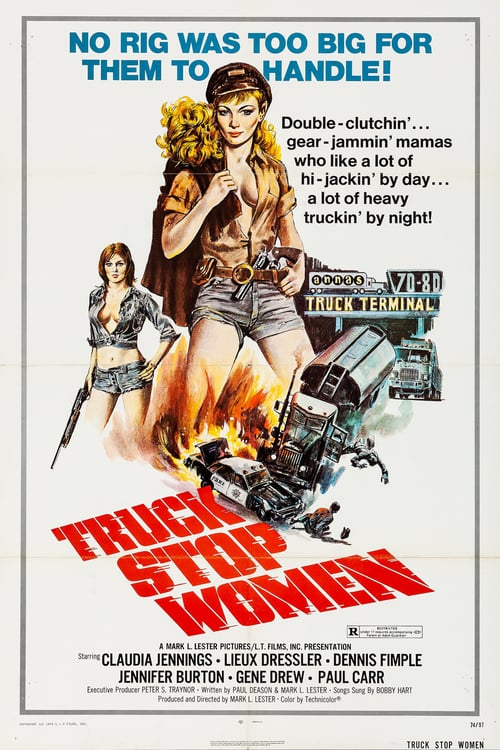 NO RIG WAS TOO BIG FOR
THEM TO HANDLE!
Double-clutchin'...
gear-jammin' mamas
who like a lot of
hi-jackin' by day...
a lot of heavy
truckin' by night!
annas
70-80
TRUCK TERMINAL
POLICE
TRUCK
STOP
WOMEN
R
RESTRICTED
A MARK L. LESTER PICTURES/L.T. FILMS, INC. PRESENTATION
Starring CLAUDIA JENNINGS • LIEUX DRESSLER • DENNIS FIMPLE
JENNIFER BURTON • GENE DREW • PAUL CARR
Executive Producer PETER S. TRAYNOR • Written by PAUL DEASON & MARK L. LESTER • Songs Sung By BOBBY HART
Produced and Directed by MARK L. LESTER • Color by Technicolor®
74/97
TRUCK STOP WOMEN